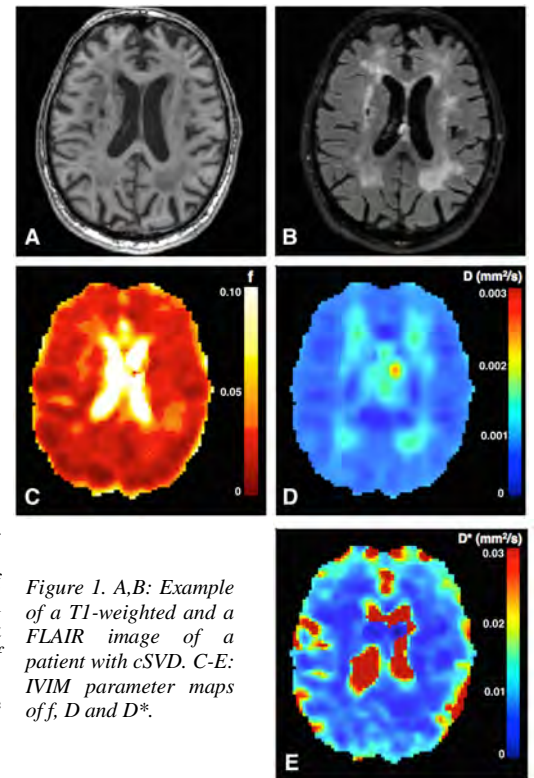 A
B
f
0.10
0.05
0
C
D (mm²/s)
0.003
0.002
0.001
0
D
D* (mm²/s)
0.03
0.02
0.01
0
E
Figure 1. A,B: Example
of a T1-weighted and a
FLAIR image of a
patient with cSVD. C-E:
IVIM parameter maps
of f, D and D*.